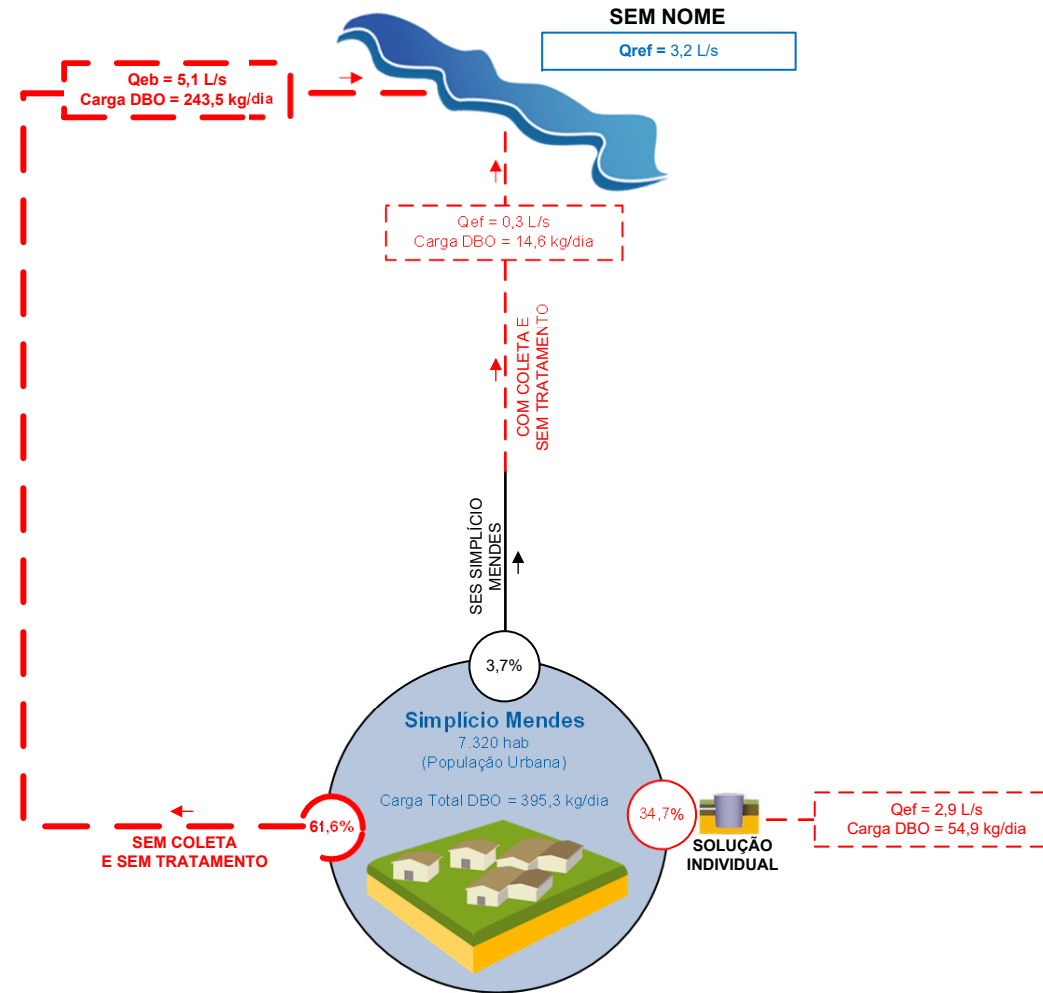 SEM NOME
Qref = 3,2 L/s
Qeb = 5,1 L/s
Carga DBO = 243,5 kg/dia
Qef = 0,3 L/s
Carga DBO = 14,6 kg/dia
COM COLETA E
SEM TRATAMENTO
SES SIMPLÍCIO
MENDES
3,7%
Simplício Mendes
7.320 hab
(População Urbana)
Carga Total DBO = 395,3 kg/dia
61,6%
34,7%
SEM COLETA
E SEM TRATAMENTO
SOLUÇÃO
INDIVIDUAL
Qef = 2,9 L/s
Carga DBO = 54,9 kg/dia